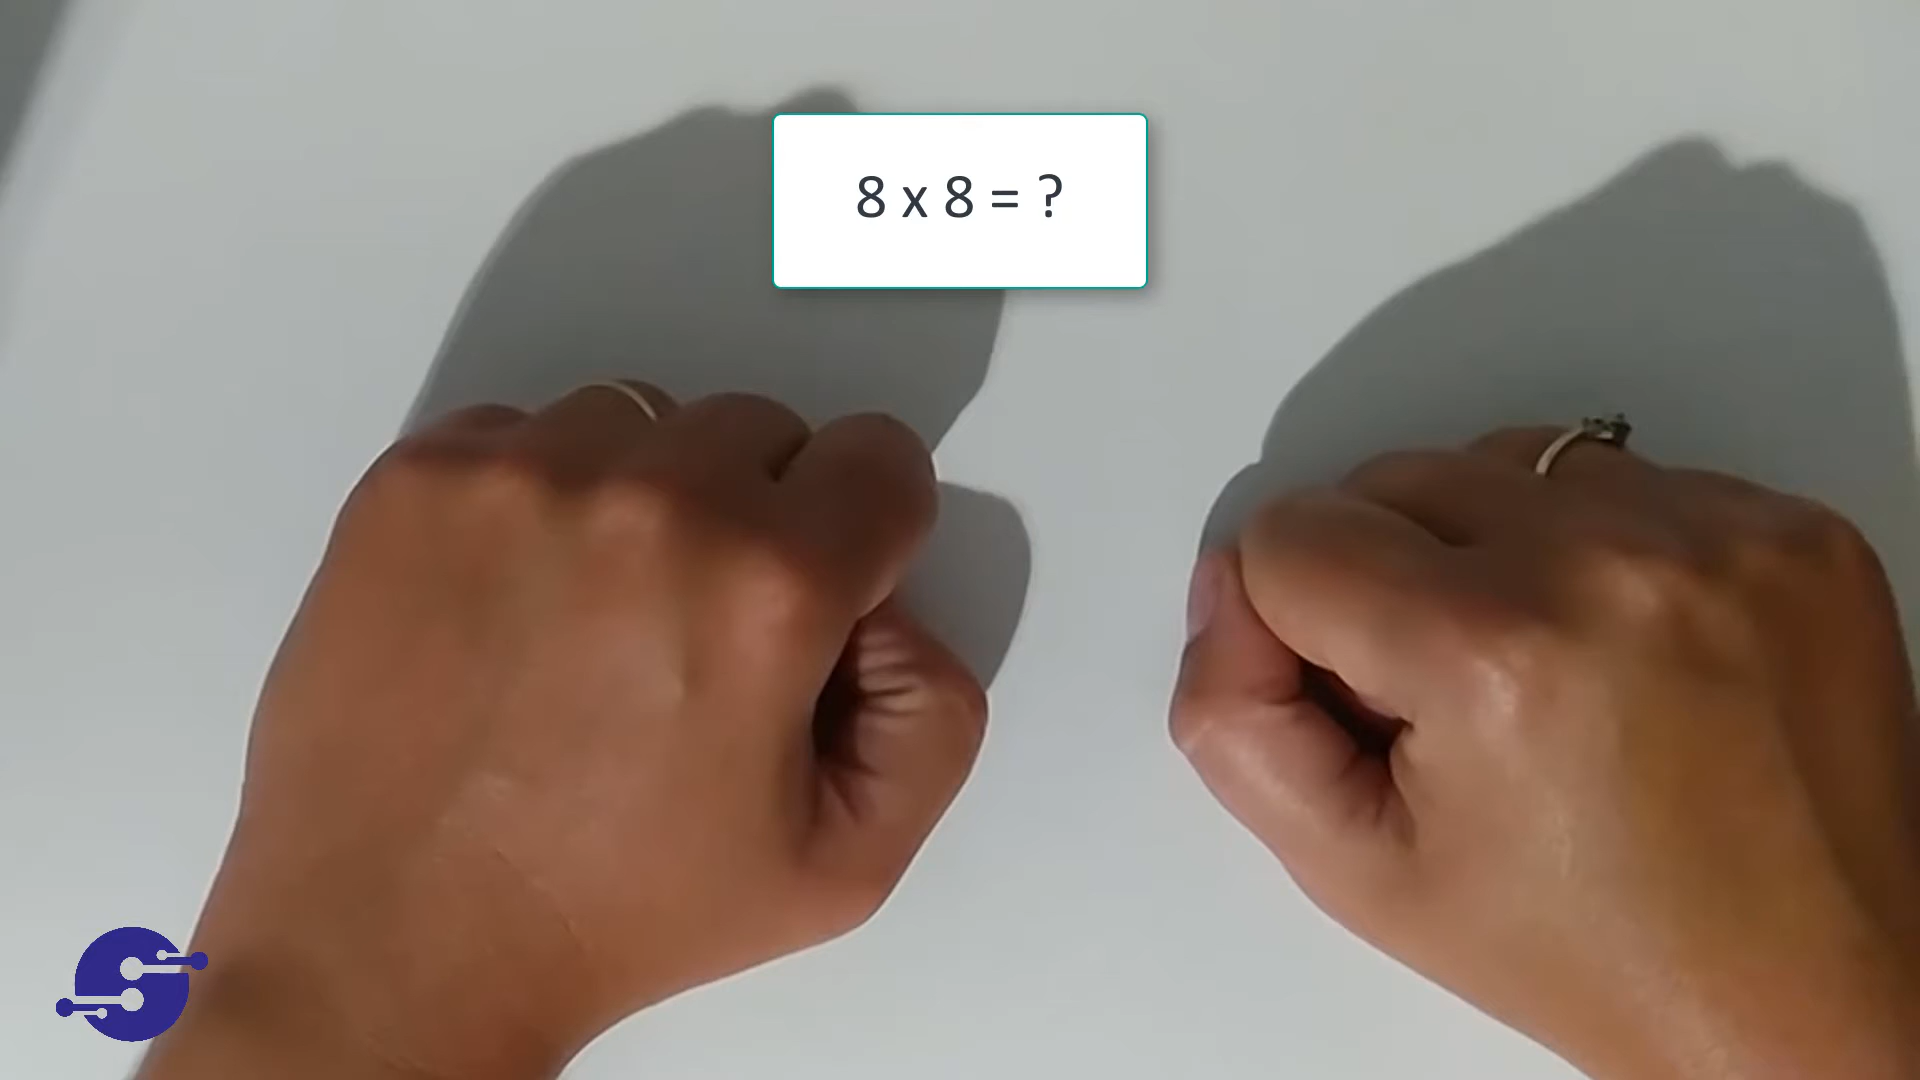 8 x 8 = ?